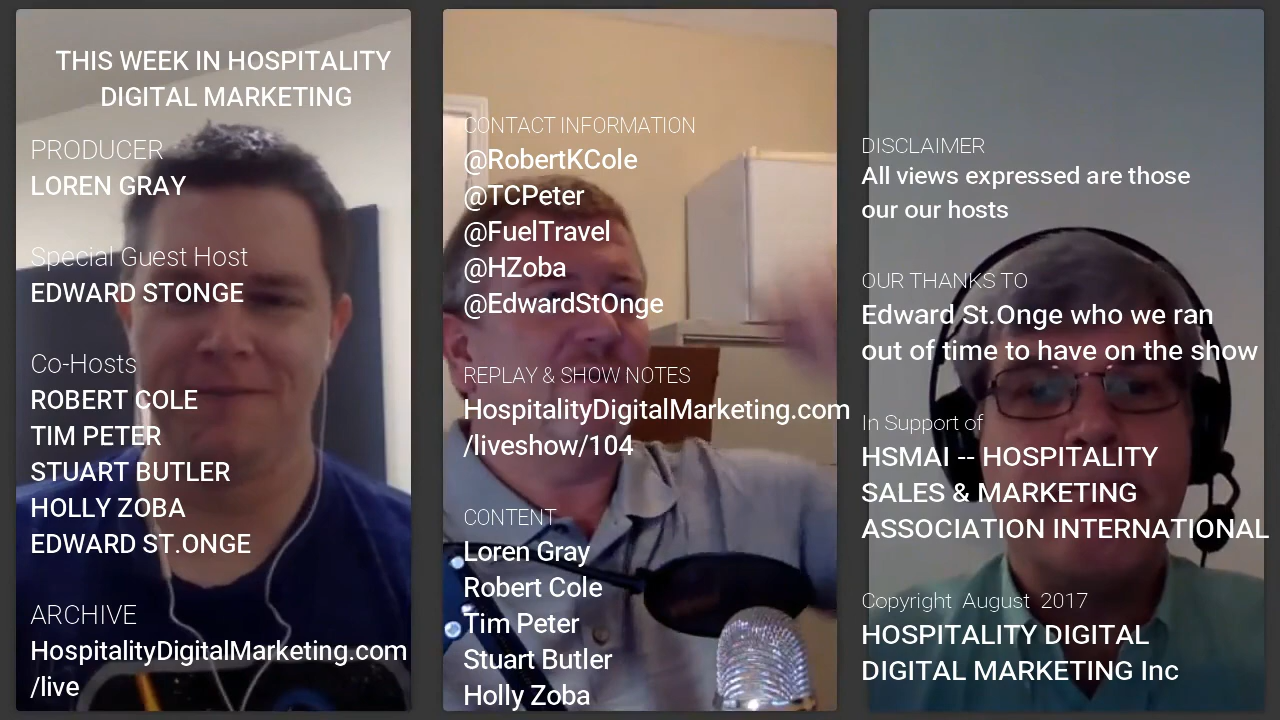 THIS WEEK IN HOSPITALITY
DIGITAL MARKETING
PRODUCER
LOREN GRAY
Special Guest Host
EDWARD STONGE
Co-Hosts
ROBERT COLE
TIM PETER
STUART BUTLER
HOLLY ZOBA
EDWARD ST.ONGE
ARCHIVE
HospitalityDigitalMarketing.com
/live
CONTACT INFORMATION
@RobertKCole
@TCPeter
@FuelTravel
@HZoba
@EdwardStOnge
REPLAY & SHOW NOTES
HospitalityDigitalMarketing.com
/liveshow/104
CONTENT
Loren Gray
Robert Cole
Tim Peter
Stuart Butler
Holly Zoba
DISCLAIMER
All views expressed are those
our our hosts
OUR THANKS TO
Edward St.Onge who we ran
out of time to have on the show
In Support of
HSMAI -- HOSPITALITY
SALES & MARKETING
ASSOCIATION INTERNATIONAL
Copyright August 2017
HOSPITALITY DIGITAL
DIGITAL MARKETING Inc